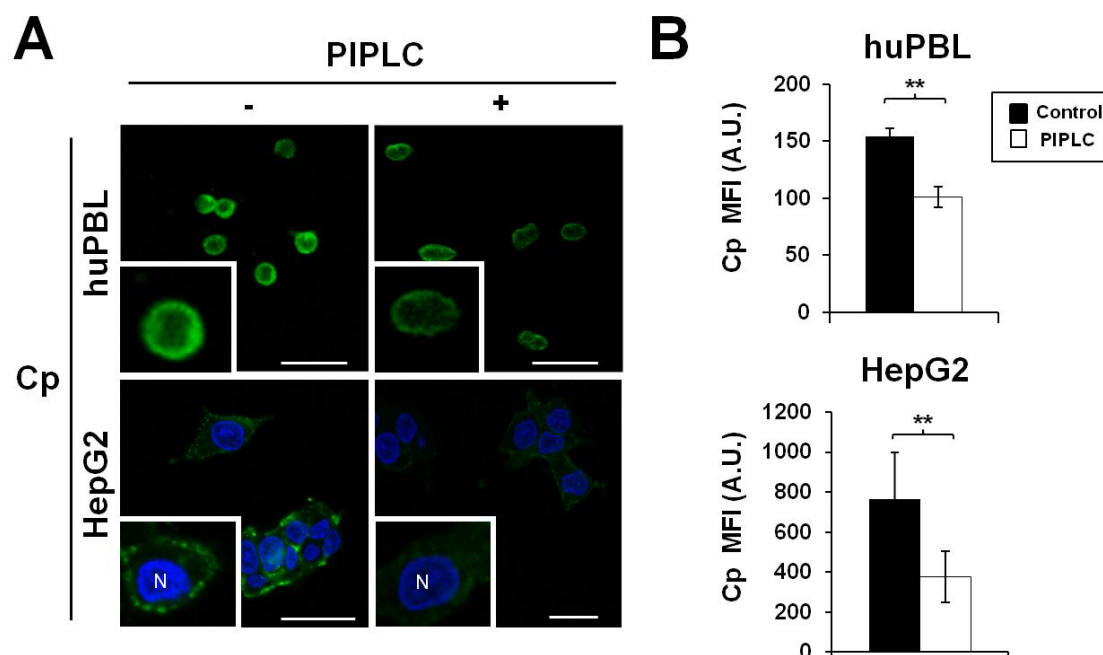 A
PIPLC
-
+
Cp
huPBL
HepG2
N
N
B
huPBL
Cp MFI (A.U.)
200
150
100
50
0
**
Control
PIPLC
HepG2
Cp MFI (A.U.)
1200
1000
800
600
400
200
0
**